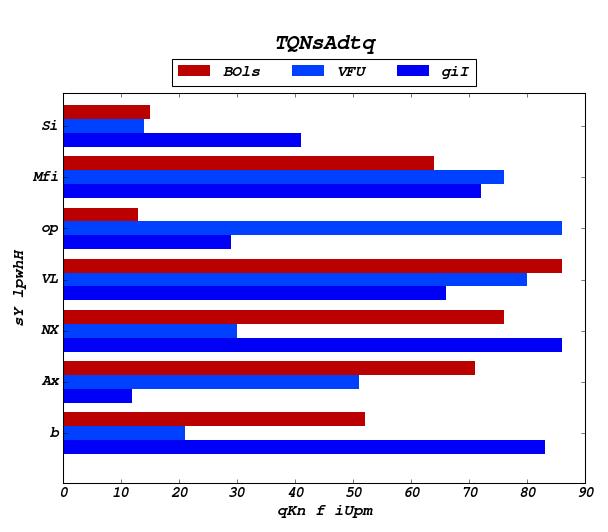 TQNsAdtq
BOls VFU giI
Si
Mfi
op
VL
NX
Ax
b
sY lpwhH
0 10 20 30 40 50 60 70 80 90
qKn f iUpm